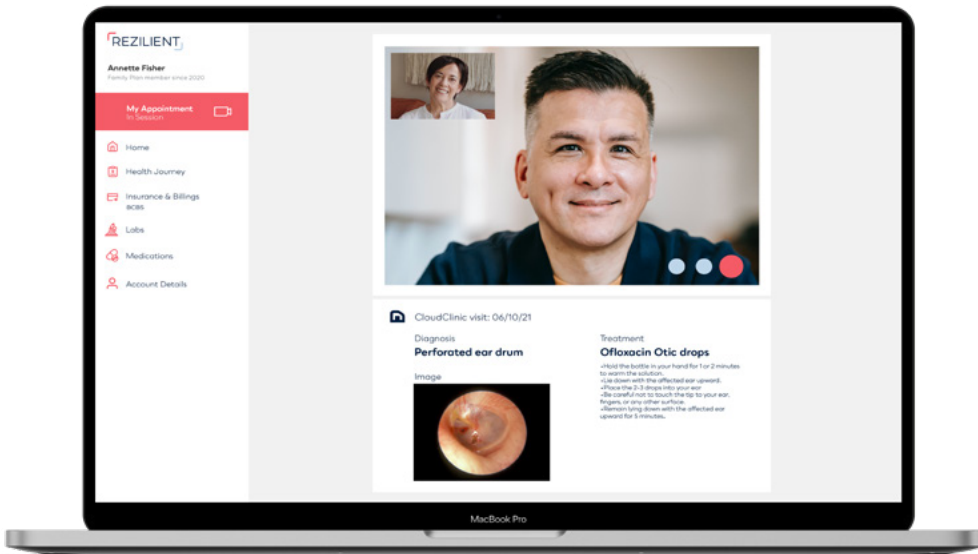 REZILIENT
Annette Fisher
Family Plan member since 2020
My Appointment
In Session
Home
Health Journey
Insurance & Billings
BCBS
Labs
Medications
Account Details
CloudClinic visit: 06/10/21
Diagnosis
Perforated ear drum
Image
Treatment
Ofloxacin Otic drops
•Hold the bottle in your hand for 1 or 2 minutes
to warm the solution.
•Lie down with the affected ear upward.
•Place the 2-3 drops into your ear
•Be careful not to touch the tip to your ear,
fingers, or any other surface.
•Remain lying down with the affected ear
upward for 5 minutes.
MacBook Pro